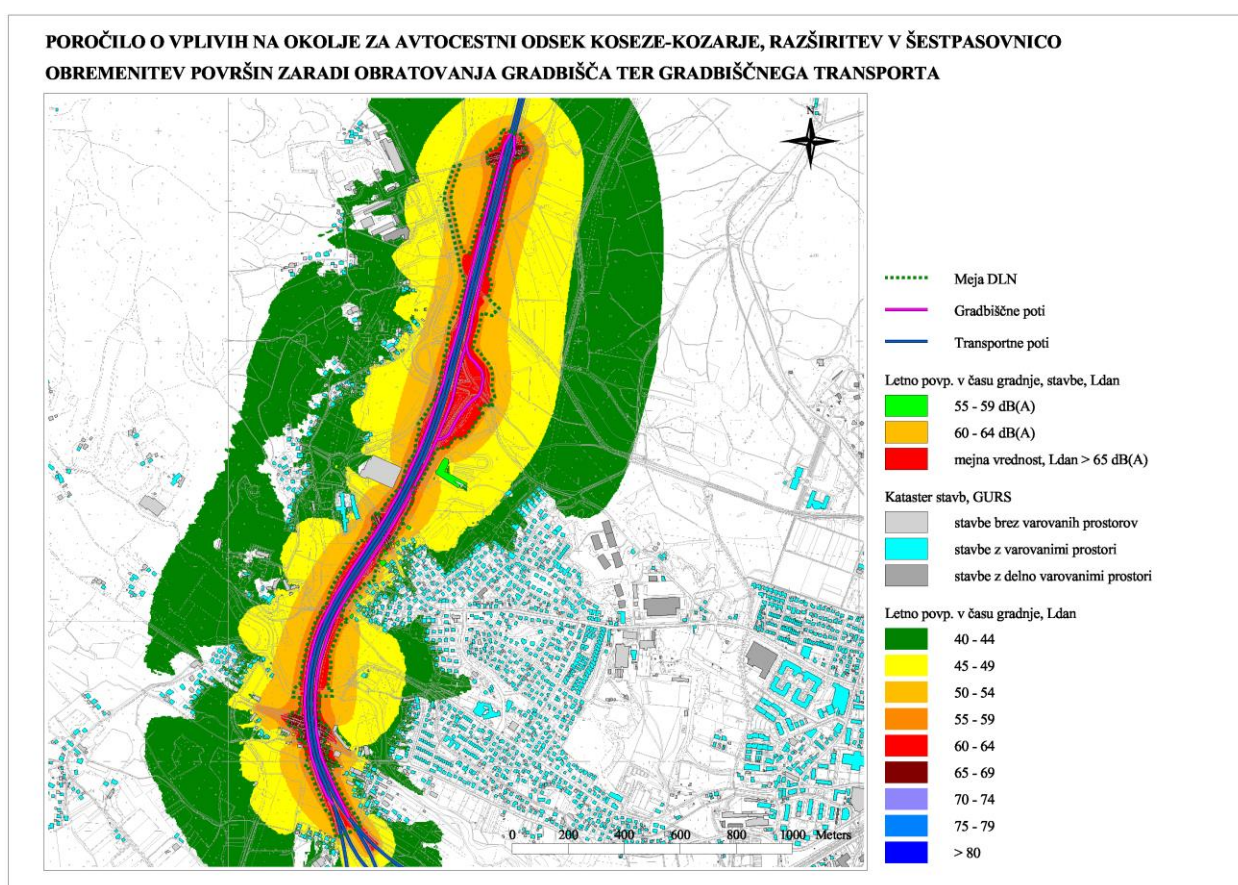 POROČILO O VPLIVIH NA OKOLJE ZA AVTOCESTNI ODSEK KOSEZE-KOZARJE, RAZŠIRITEV V ŠESTPASOVNICO
OBREMENITEV POVRŠIN ZARADI OBRATOVANJA GRADBIŠČA TER GRADBIŠČNEGA TRANSPORTA
N
Meja DLN
Gradbiščne poti
Transportne poti
Letno povp. v času gradnje, stavbe, Ldan
55 - 59 dB(A)
60 - 64 dB(A)
mejna vrednost, Ldan > 65 dB(A)
Kataster stavb, GURS
stavbe brez varovanih prostorov
stavbe z varovanimi prostori
stavbe z delno varovanimi prostori
Letno povp. v času gradnje, Ldan
40 - 44
45 - 49
50 - 54
55 - 59
60 - 64
65 - 69
70 - 74
75 - 79
> 80
0 200 400 600 800 1000 Meters